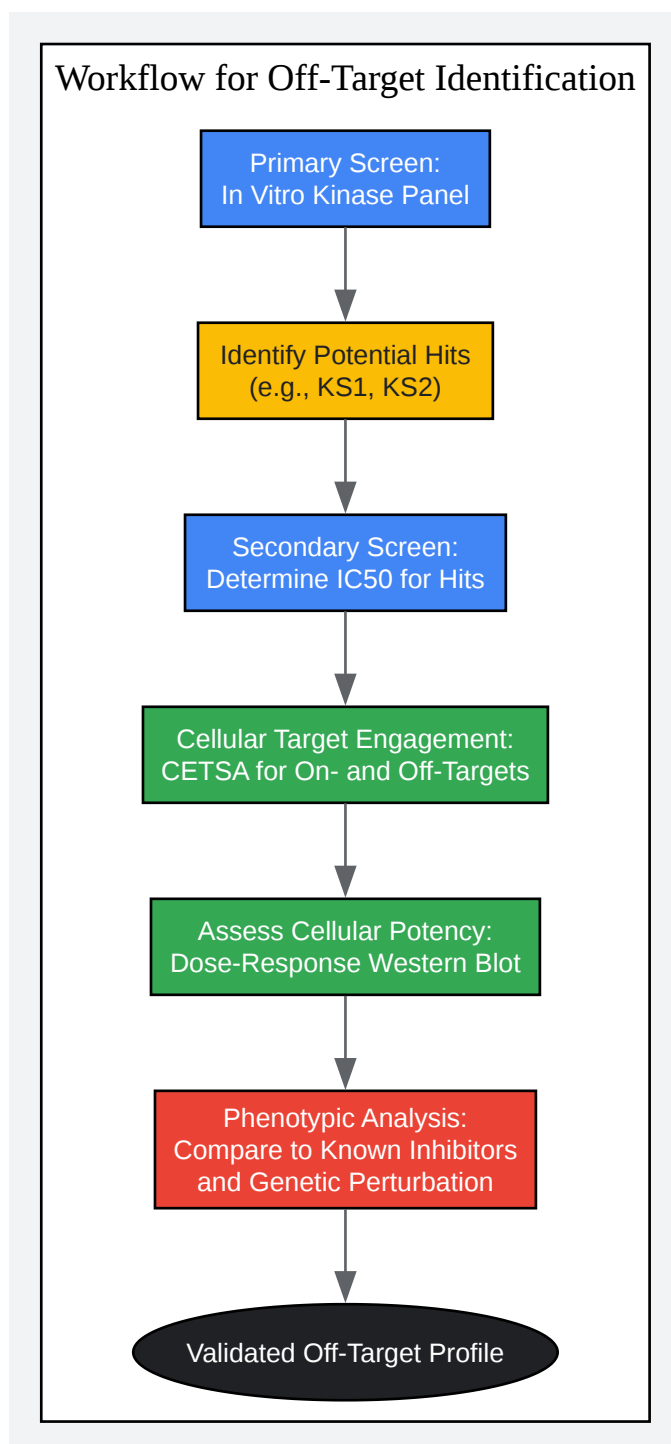 Workflow for Off-Target Identification
Primary Screen:
In Vitro Kinase Panel
Identify Potential Hits
(e.g., KS1, KS2)
Secondary Screen:
Determine IC50 for Hits
Cellular Target Engagement:
CETSA for On- and Off-Targets
Assess Cellular Potency:
Dose-Response Western Blot
Phenotypic Analysis:
Compare to Known Inhibitors
and Genetic Perturbation
Validated Off-Target Profile